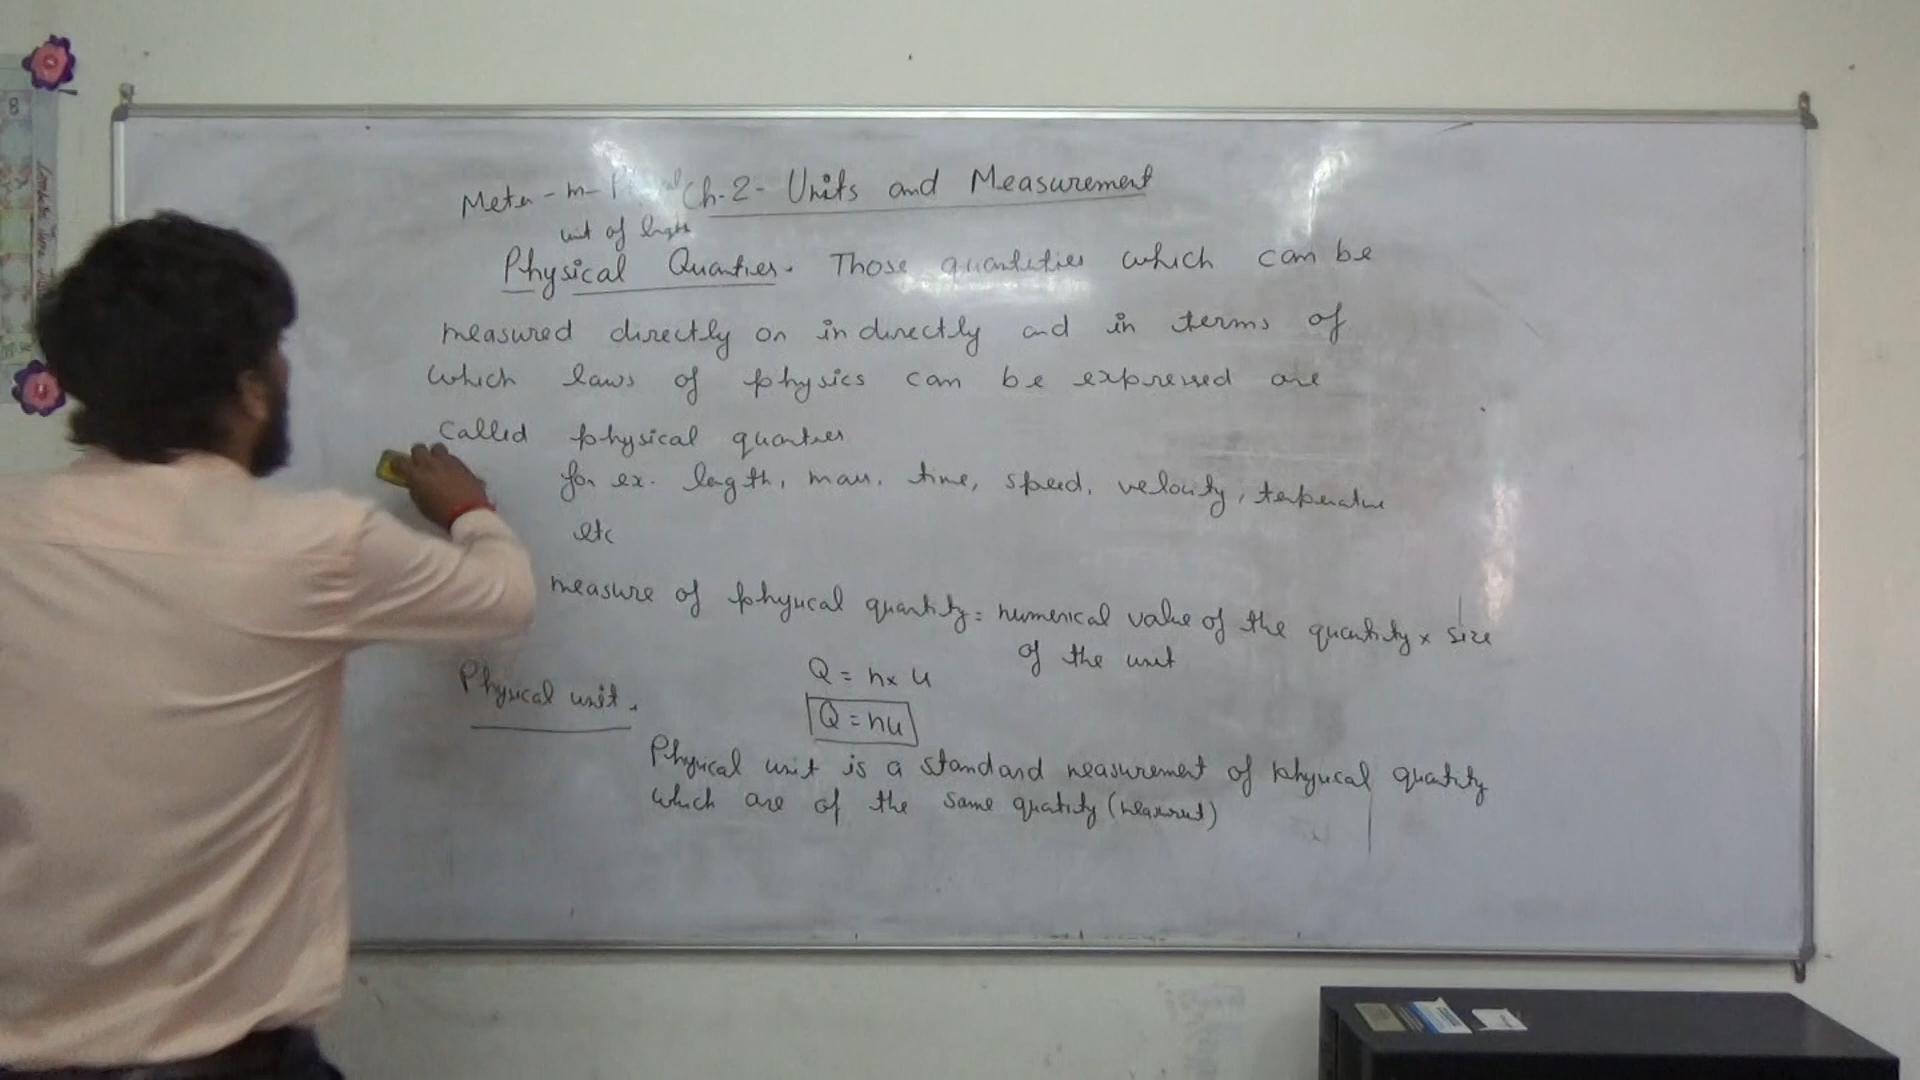 Meter - m - Ch-2- Units and Measurement
unit of length
Physical Quanties. Those quantities which can be
measured directly or indirectly and in terms of
which laws of physics can be expressed are
called physical quanties
for ex. length, mass, time, speed, velocity, temperature
etc
measure of physical quantity = numerical value of the quantity × size
of the unit
Q = n× u
Q = nu
Physical unit.
Physical unit is a standard measurement of physical quantity
which are of the same quantity (measured)
8